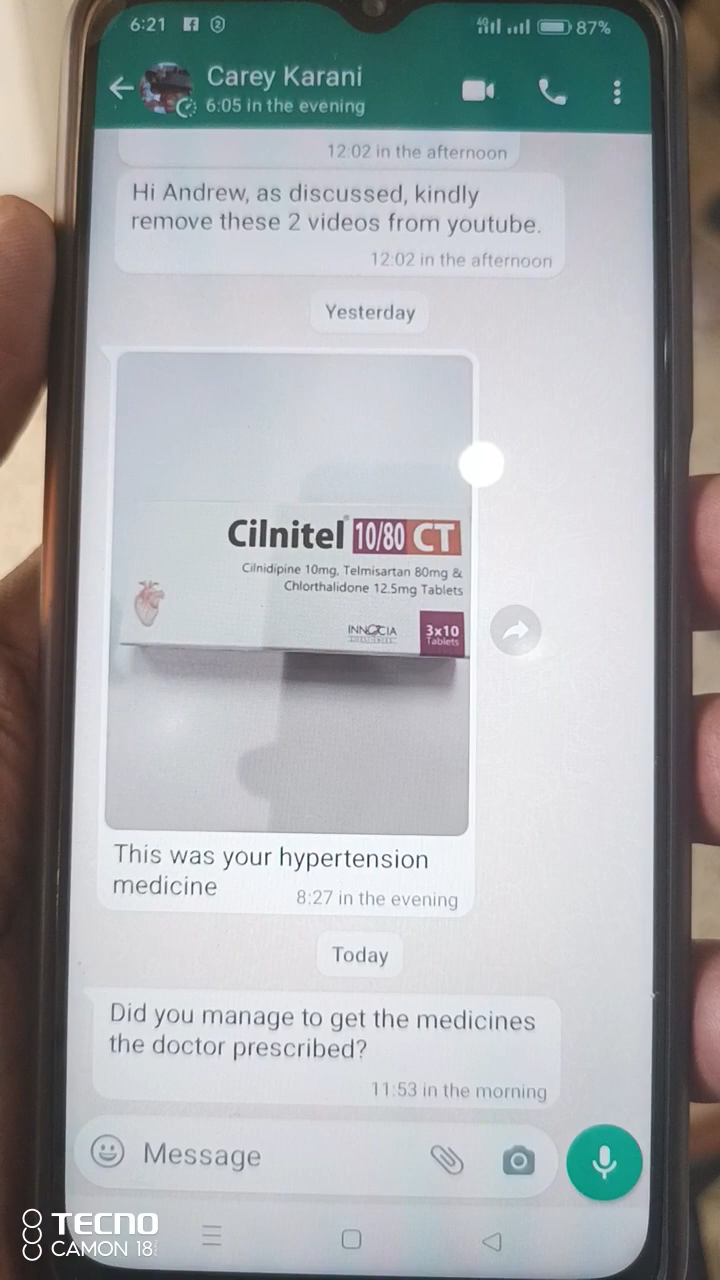 6:21
4G
87%
Carey Karani
6:05 in the evening
12:02 in the afternoon
Hi Andrew, as discussed, kindly
remove these 2 videos from youtube.
12:02 in the afternoon
Yesterday
Cilnitel 10/80 CT
Cilnidipine 10mg, Telmisartan 80mg &
Chlorthalidone 12.5mg Tablets
INNOCIA
3x10
Tablets
This was your hypertension
medicine
8:27 in the evening
Today
Did you manage to get the medicines
the doctor prescribed?
11:53 in the morning
Message
TECNO
CAMON 18